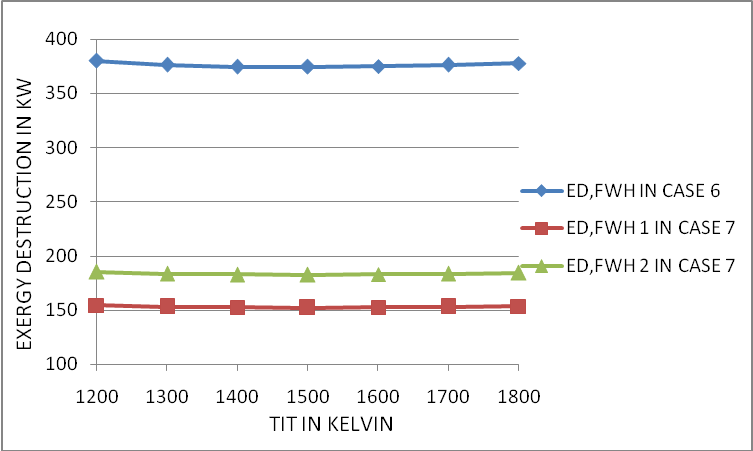 400
350
300
250
200
150
100
EXERGY DESTRUCTION IN KW
1200 1300 1400 1500 1600 1700 1800
TIT IN KELVIN
ED,FWH IN CASE 6
ED,FWH 1 IN CASE 7
ED,FWH 2 IN CASE 7